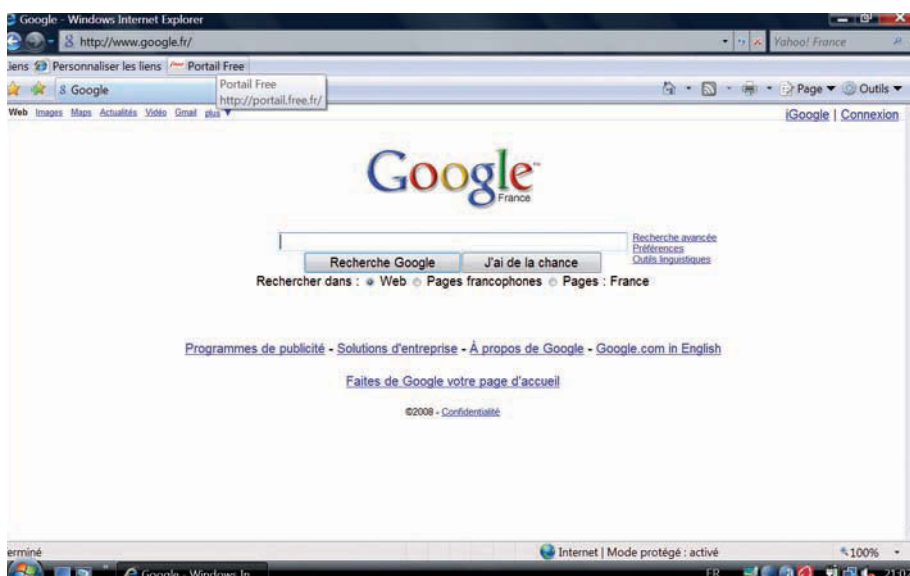 Google - Windows Internet Explorer
http://www.google.fr/ Yahoo! France
Personnaliser les liens Portail Free
Google Page Outils
Portail Free
http://portail.free.fr/
Web Images Maps Actualités Vidéo Gmail plus iGoogle | Connexion
Google™
France
Recherche avancée
Préférences
Outils linguistiques
Recherche Google J'ai de la chance
Rechercher dans : Web Pages francophones Pages : France
Programmes de publicité - Solutions d'entreprise - À propos de Google - Google.com in English
Faites de Google votre page d'accueil
©2008 - Confidentialité
Internet | Mode protégé : activé 100%
Google - Windows In... FR 21:02